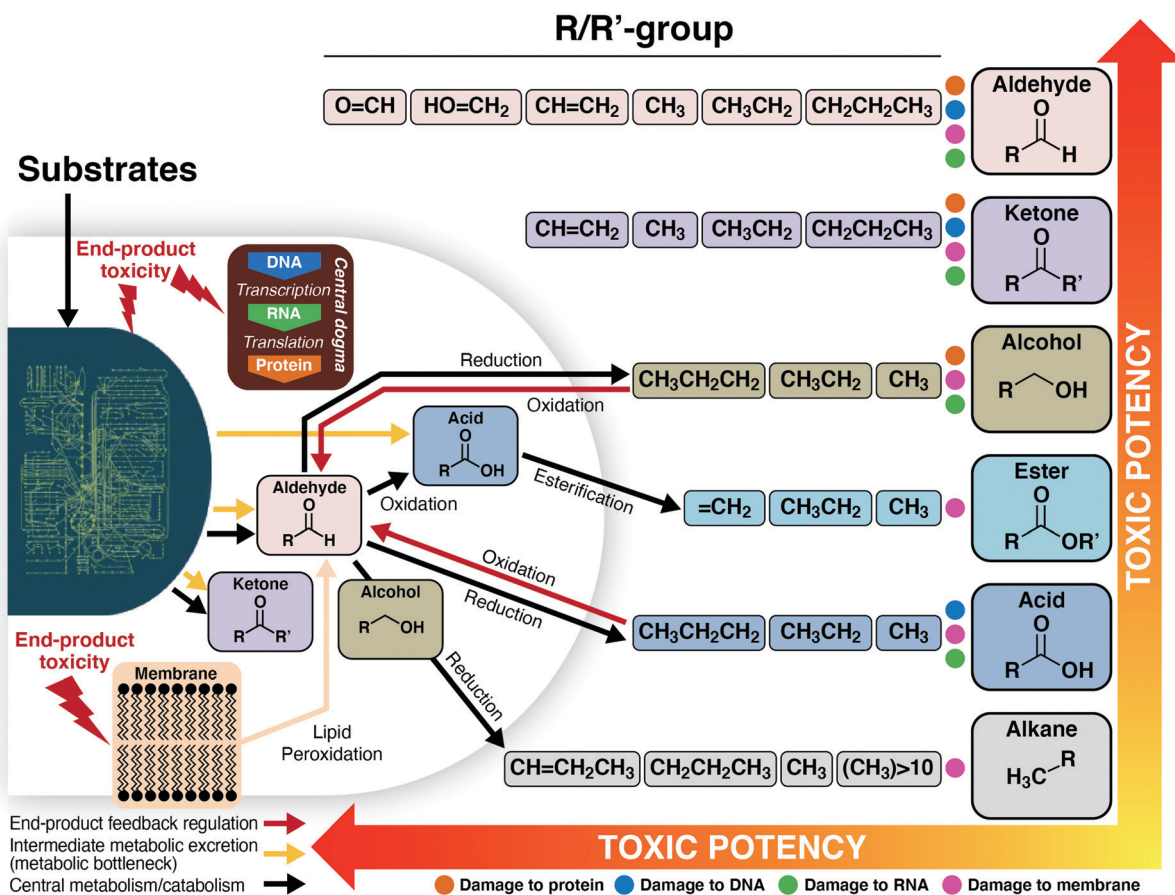 R/R'-group
O=CH HO=CH₂ CH=CH₂ CH₃ CH₃CH₂ CH₂CH₂CH₃
Aldehyde
O
R H
Substrates
CH=CH₂ CH₃ CH₃CH₂ CH₂CH₂CH₃
Ketone
O
R R'
End-product
toxicity
DNA
Transcription
RNA
Translation
Protein
Central dogma
Reduction
Oxidation
CH₃CH₂CH₂ CH₃CH₂ CH₃
Alcohol
R OH
Acid
O
R OH
Esterification
=CH₂ CH₃CH₂ CH₃
Ester
O
R OR'
Aldehyde
O
R H
Oxidation
Oxidation
Reduction
CH₃CH₂CH₂ CH₃CH₂ CH₃
Acid
O
R OH
Ketone
O
R R'
Alcohol
R OH
Reduction
End-product
toxicity
Membrane
Lipid
Peroxidation
CH=CH₂CH₃ CH₂CH₂CH₃ CH₃ (CH₃)>10
Alkane
H₃C R
TOXIC POTENCY
TOXIC POTENCY
End-product feedback regulation
Intermediate metabolic excretion
(metabolic bottleneck)
Central metabolism/catabolism
Damage to protein Damage to DNA Damage to RNA Damage to membrane